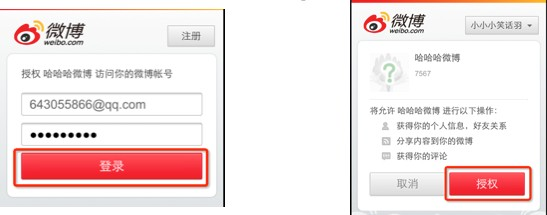 微博
weibo.com
注册
授权 哈哈哈微博 访问你的微博帐号
643055866@qq.com
●●●●●●●●●
登录
微博
weibo.com
小小小笑话羽
哈哈哈微博
7567
将允许 哈哈哈微博 进行以下操作:
获得你的个人信息，好友关系
分享内容到你的微博
获得你的评论
取消
授权